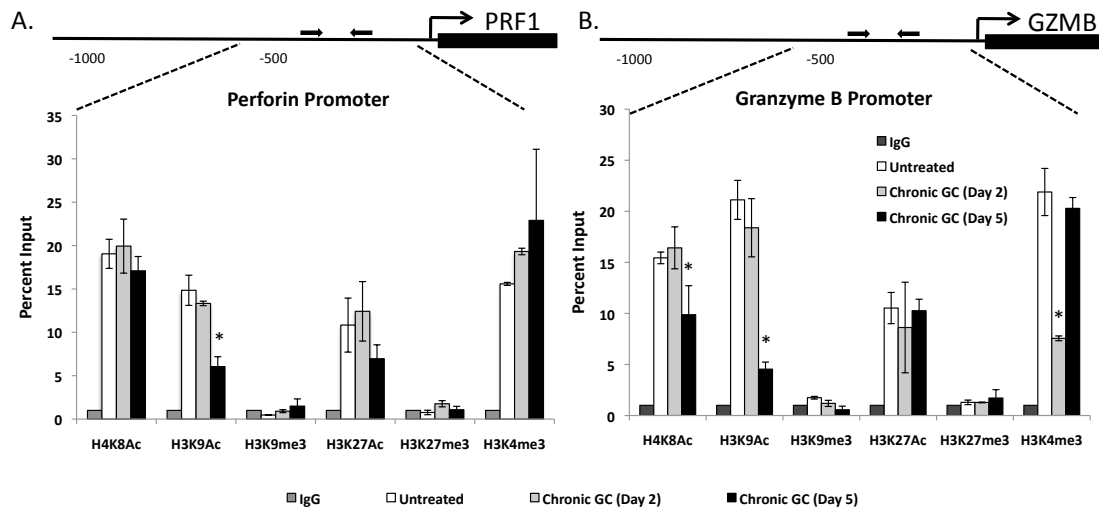 A.
PRF1
-1000
-500
Perforin Promoter
Percent Input
35
30
25
20
15
10
5
0
H4K8Ac
H3K9Ac
H3K9me3
H3K27Ac
H3K27me3
H3K4me3
*
B.
GZMB
-1000
-500
Granzyme B Promoter
Percent Input
30
25
20
15
10
5
0
IgG
Untreated
Chronic GC (Day 2)
Chronic GC (Day 5)
*
*
*
H4K8Ac
H3K9Ac
H3K9me3
H3K27Ac
H3K27me3
H3K4me3
IgG
Untreated
Chronic GC (Day 2)
Chronic GC (Day 5)